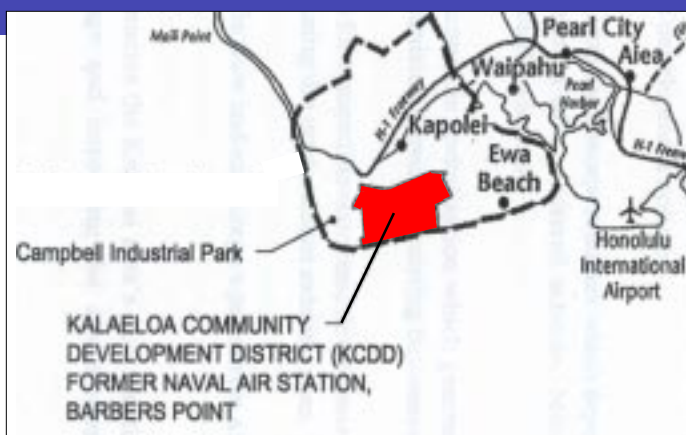 Maili Point
Pearl City
Aiea
Waipahu
Pearl
Harbor
H-1 Freeway
Kapolei
H-1
Ewa
Beach
Campbell Industrial Park
Honolulu
International
Airport
KALAELOA COMMUNITY
DEVELOPMENT DISTRICT (KCDD)
FORMER NAVAL AIR STATION,
BARBERS POINT